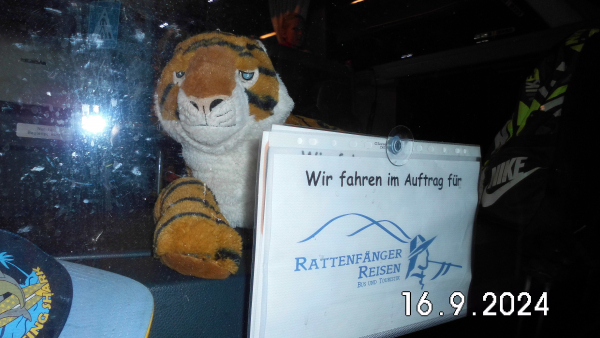 Wir fahren im Auftrag für
RATTENFÄNGER
REISEN
BUS UND TOURISTIK
NIKE
16.9.2024